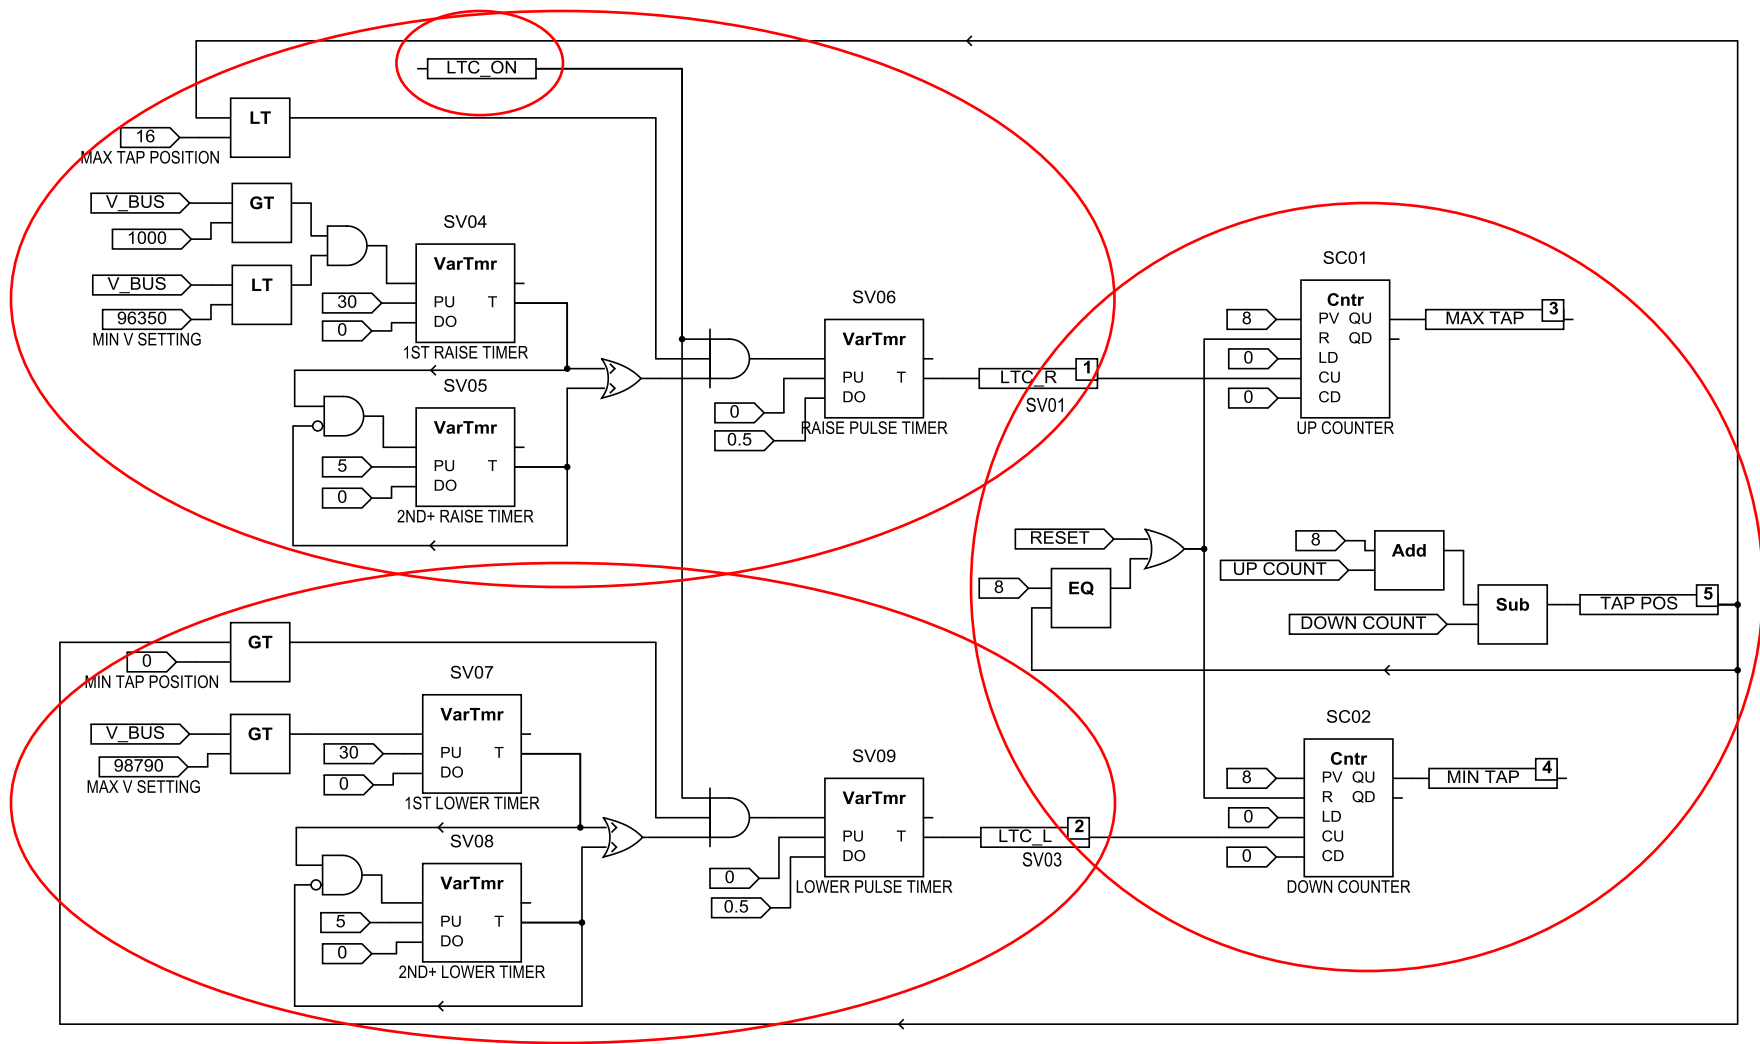 LTC_ON
LT
16
MAX TAP POSITION
V_BUS
GT
1000
V_BUS
LT
96350
MIN V SETTING
SV04
VarTmr
30
PU T
0
DO
1ST RAISE TIMER
SV05
VarTmr
5
PU T
0
DO
2ND+ RAISE TIMER
SV06
VarTmr
PU T
DO
0
0.5
RAISE PULSE TIMER
LTC_R
1
SV01
SC01
Cntr
8
PV QU
R QD
0
LD
CU
0
CD
UP COUNTER
MAX TAP
3
RESET
8
EQ
8
Add
UP COUNT
Sub
DOWN COUNT
TAP POS
5
GT
0
MIN TAP POSITION
V_BUS
GT
98790
MAX V SETTING
SV07
VarTmr
30
PU T
0
DO
1ST LOWER TIMER
SV08
VarTmr
5
PU T
0
DO
2ND+ LOWER TIMER
SV09
VarTmr
PU T
DO
0
0.5
LOWER PULSE TIMER
LTC_L
2
SV03
SC02
Cntr
8
PV QU
R QD
0
LD
CU
0
CD
DOWN COUNTER
MIN TAP
4